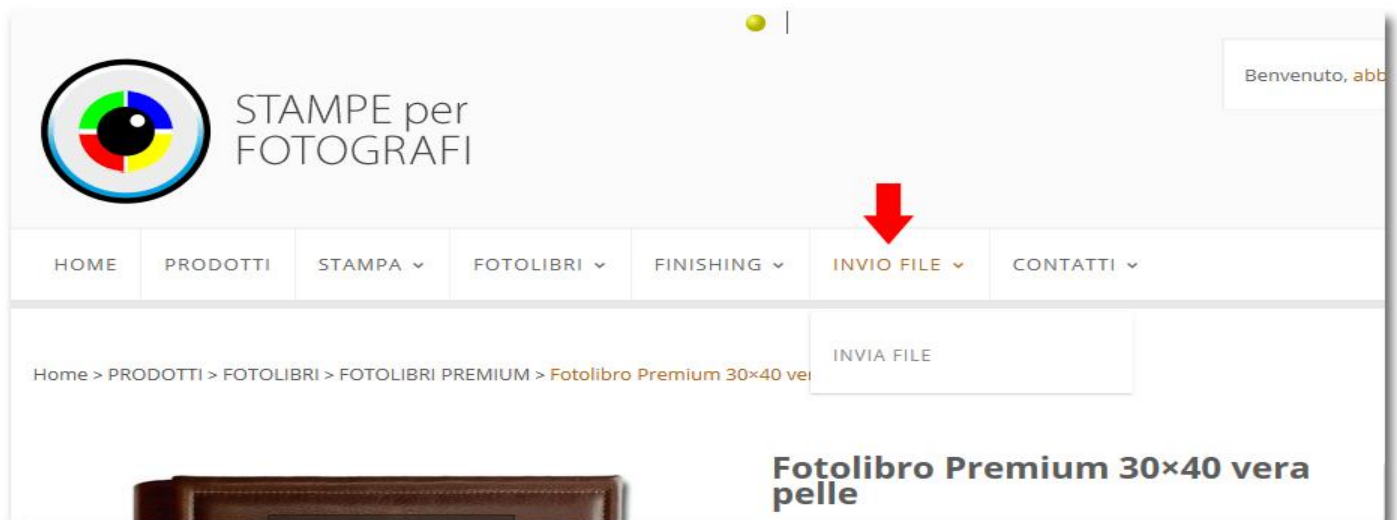 Benvenuto, abb
STAMPE per
FOTOGRAFI
HOME PRODOTTI STAMPA FOTOLIBRI FINISHING INVIO FILE CONTATTI
INVIA FILE
Home > PRODOTTI > FOTOLIBRI > FOTOLIBRI PREMIUM > Fotolibro Premium 30×40 ve
Fotolibro Premium 30×40 vera
pelle